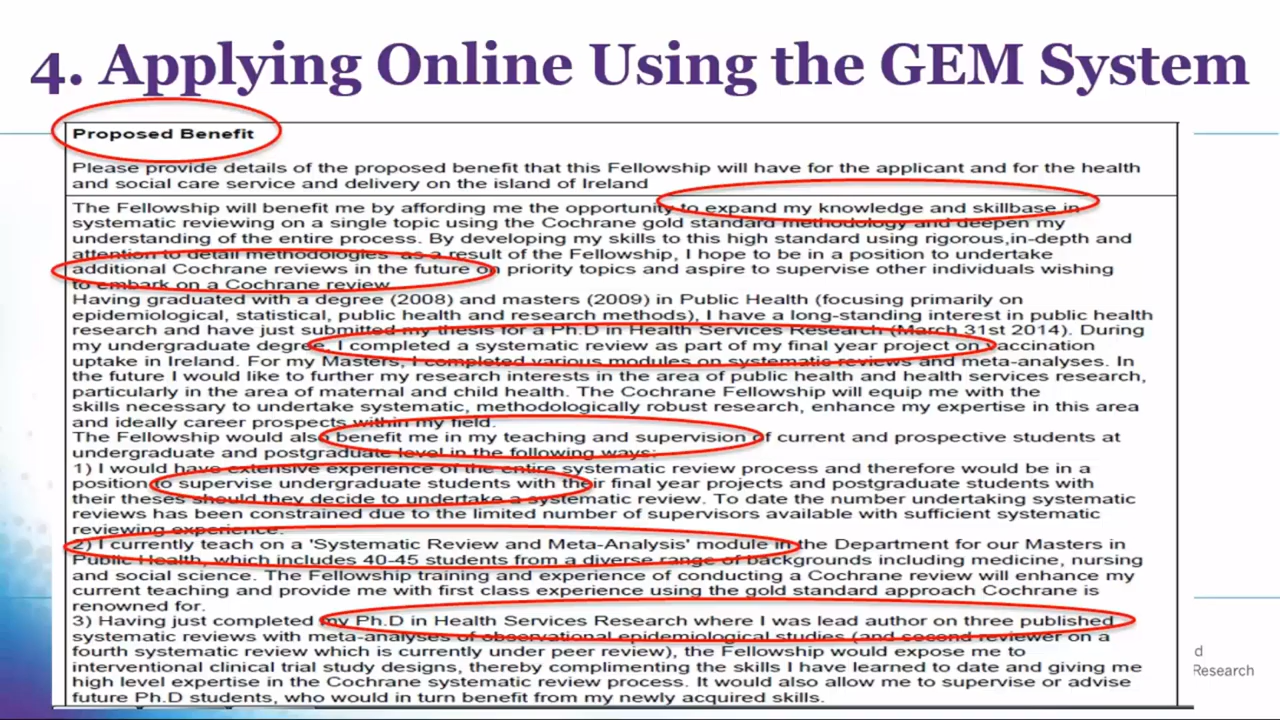 4. Applying Online Using the GEM System
Proposed Benefit
Please provide details of the proposed benefit that this Fellowship will have for the applicant and for the health
and social care service and delivery on the island of Ireland
The Fellowship will benefit me by affording me the opportunity to expand my knowledge and skillbase in
systematic reviewing on a single topic using the Cochrane gold standard methodology and deepen my
understanding of the entire process. By developing my skills to this high standard using rigorous,in-depth and
attention to detail methodologies as a result of the Fellowship, I hope to be in a position to undertake
additional Cochrane reviews in the future on priority topics and aspire to supervise other individuals wishing
to embark on a Cochrane review
Having graduated with a degree (2008) and masters (2009) in Public Health (focusing primarily on
epidemiological, statistical, public health and research methods), I have a long-standing interest in public health
research and have just submitted my thesis for a Ph.D in Health Services Research (March 31st 2014). During
my undergraduate degree, I completed a systematic review as part of my final year project on vaccination
uptake in Ireland. For my Masters, I completed various modules on systematic reviews and meta-analyses. In
the future I would like to further my research interests in the area of public health and health services research,
particularly in the area of maternal and child health. The Cochrane Fellowship will equip me with the
skills necessary to undertake systematic, methodologically robust research, enhance my expertise in this area
and ideally career prospects within my field.
The Fellowship would also benefit me in my teaching and supervision of current and prospective students at
undergraduate and postgraduate level in the following ways:
1) I would have extensive experience of the entire systematic review process and therefore would be in a
position to supervise undergraduate students with their final year projects and postgraduate students with
their theses should they decide to undertake a systematic review. To date the number undertaking systematic
reviews has been constrained due to the limited number of supervisors available with sufficient systematic
reviewing experience.
2) I currently teach on a 'Systematic Review and Meta-Analysis' module in the Department for our Masters in
Public Health, which includes 40-45 students from a diverse range of backgrounds including medicine, nursing
and social science. The Fellowship training and experience of conducting a Cochrane review will enhance my
current teaching and provide me with first class experience using the gold standard approach Cochrane is
renowned for.
3) Having just completed my Ph.D in Health Services Research where I was lead author on three published
systematic reviews with meta-analyses of observational epidemiological studies (and second reviewer on a
fourth systematic review which is currently under peer review), the Fellowship would expose me to
interventional clinical trial study designs, thereby complimenting the skills I have learned to date and giving me
high level expertise in the Cochrane systematic review process. It would also allow me to supervise or advise
future Ph.D students, who would in turn benefit from my newly acquired skills.
d
Research